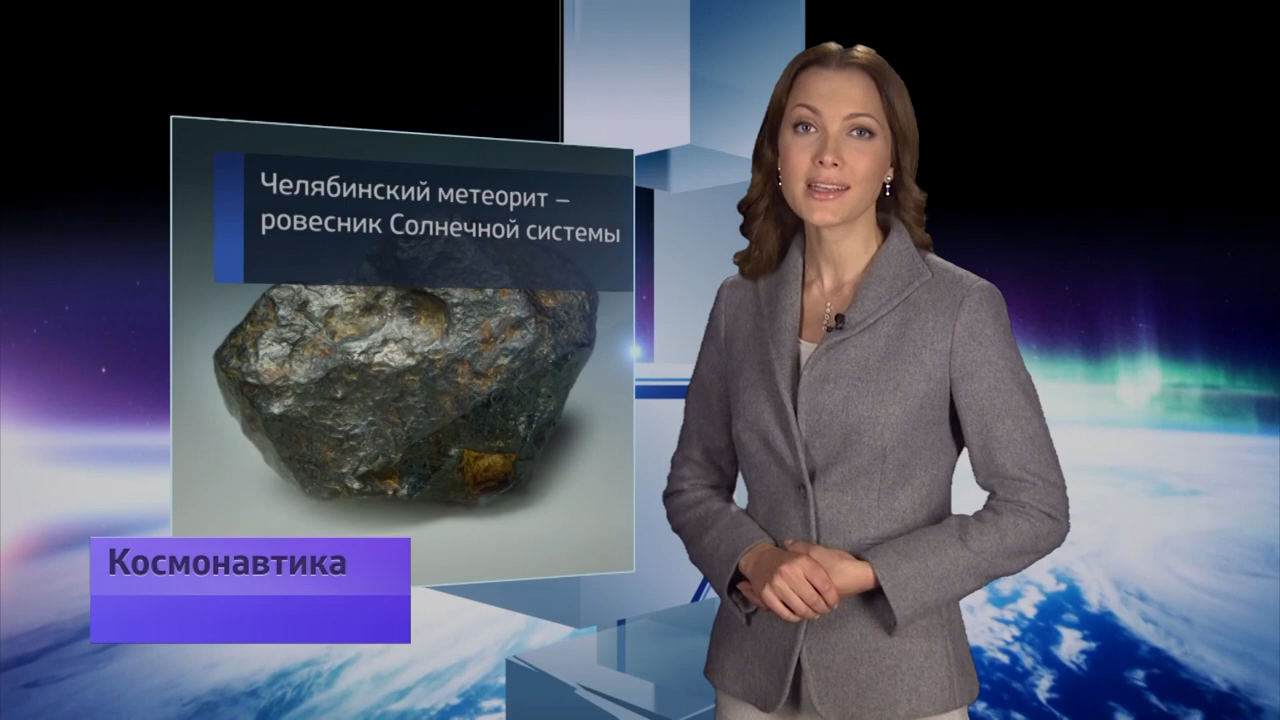 Челябинский метеорит –
ровесник Солнечной системы
Космонавтика